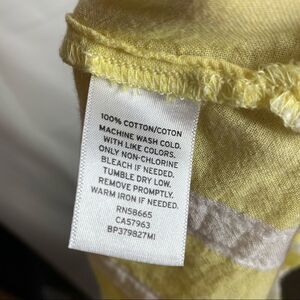 100% COTTON/COTON
MACHINE WASH COLD.
WITH LIKE COLORS.
ONLY NON-CHLORINE
BLEACH IF NEEDED.
TUMBLE DRY LOW.
REMOVE PROMPTLY.
WARM IRON IF NEEDED.
RN58665
CA57963
BP379827MI